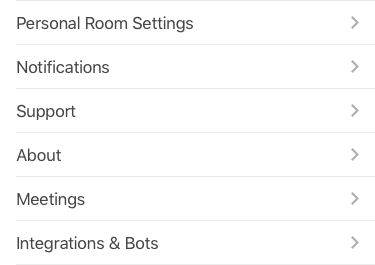 Personal Room Settings
Notifications
Support
About
Meetings
Integrations & Bots